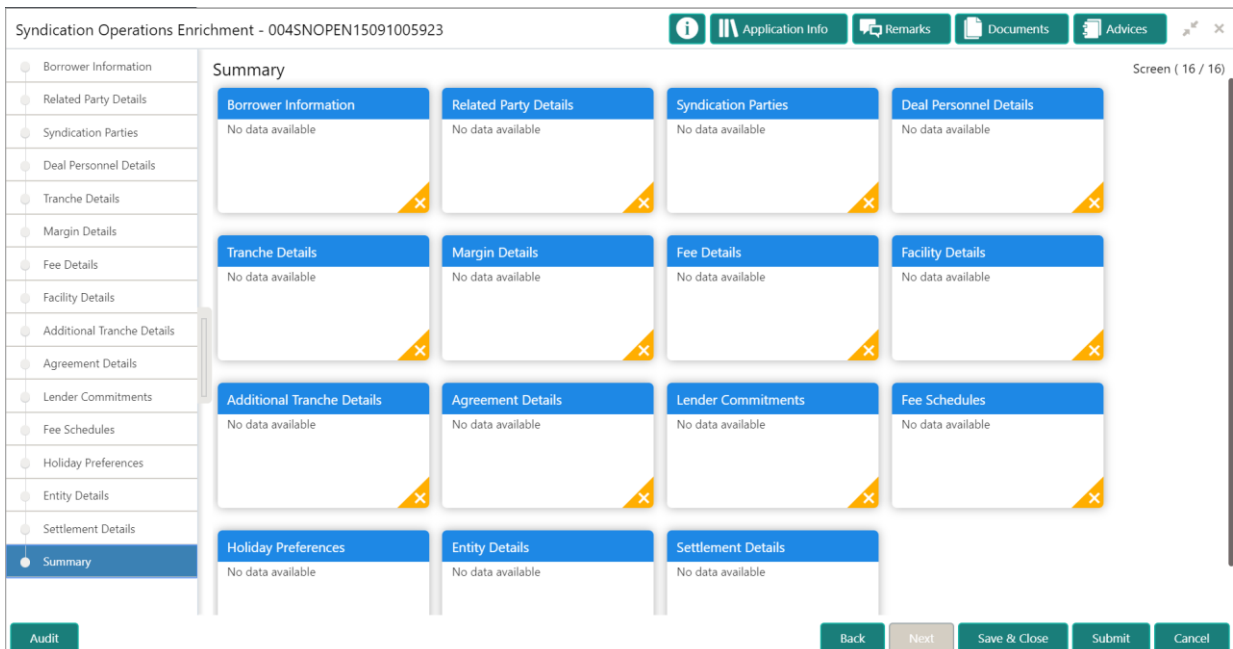 Syndication Operations Enrichment - 004SNOPEN15091005923
i
Application Info
Remarks
Documents
Advices
Borrower Information
Related Party Details
Syndication Parties
Deal Personnel Details
Tranche Details
Margin Details
Fee Details
Facility Details
Additional Tranche Details
Agreement Details
Lender Commitments
Fee Schedules
Holiday Preferences
Entity Details
Settlement Details
Summary
Summary
Screen ( 16 / 16)
Borrower Information
No data available
Related Party Details
No data available
Syndication Parties
No data available
Deal Personnel Details
No data available
Tranche Details
No data available
Margin Details
No data available
Fee Details
No data available
Facility Details
No data available
Additional Tranche Details
No data available
Agreement Details
No data available
Lender Commitments
No data available
Fee Schedules
No data available
Holiday Preferences
No data available
Entity Details
No data available
Settlement Details
No data available
Audit
Back
Next
Save & Close
Submit
Cancel